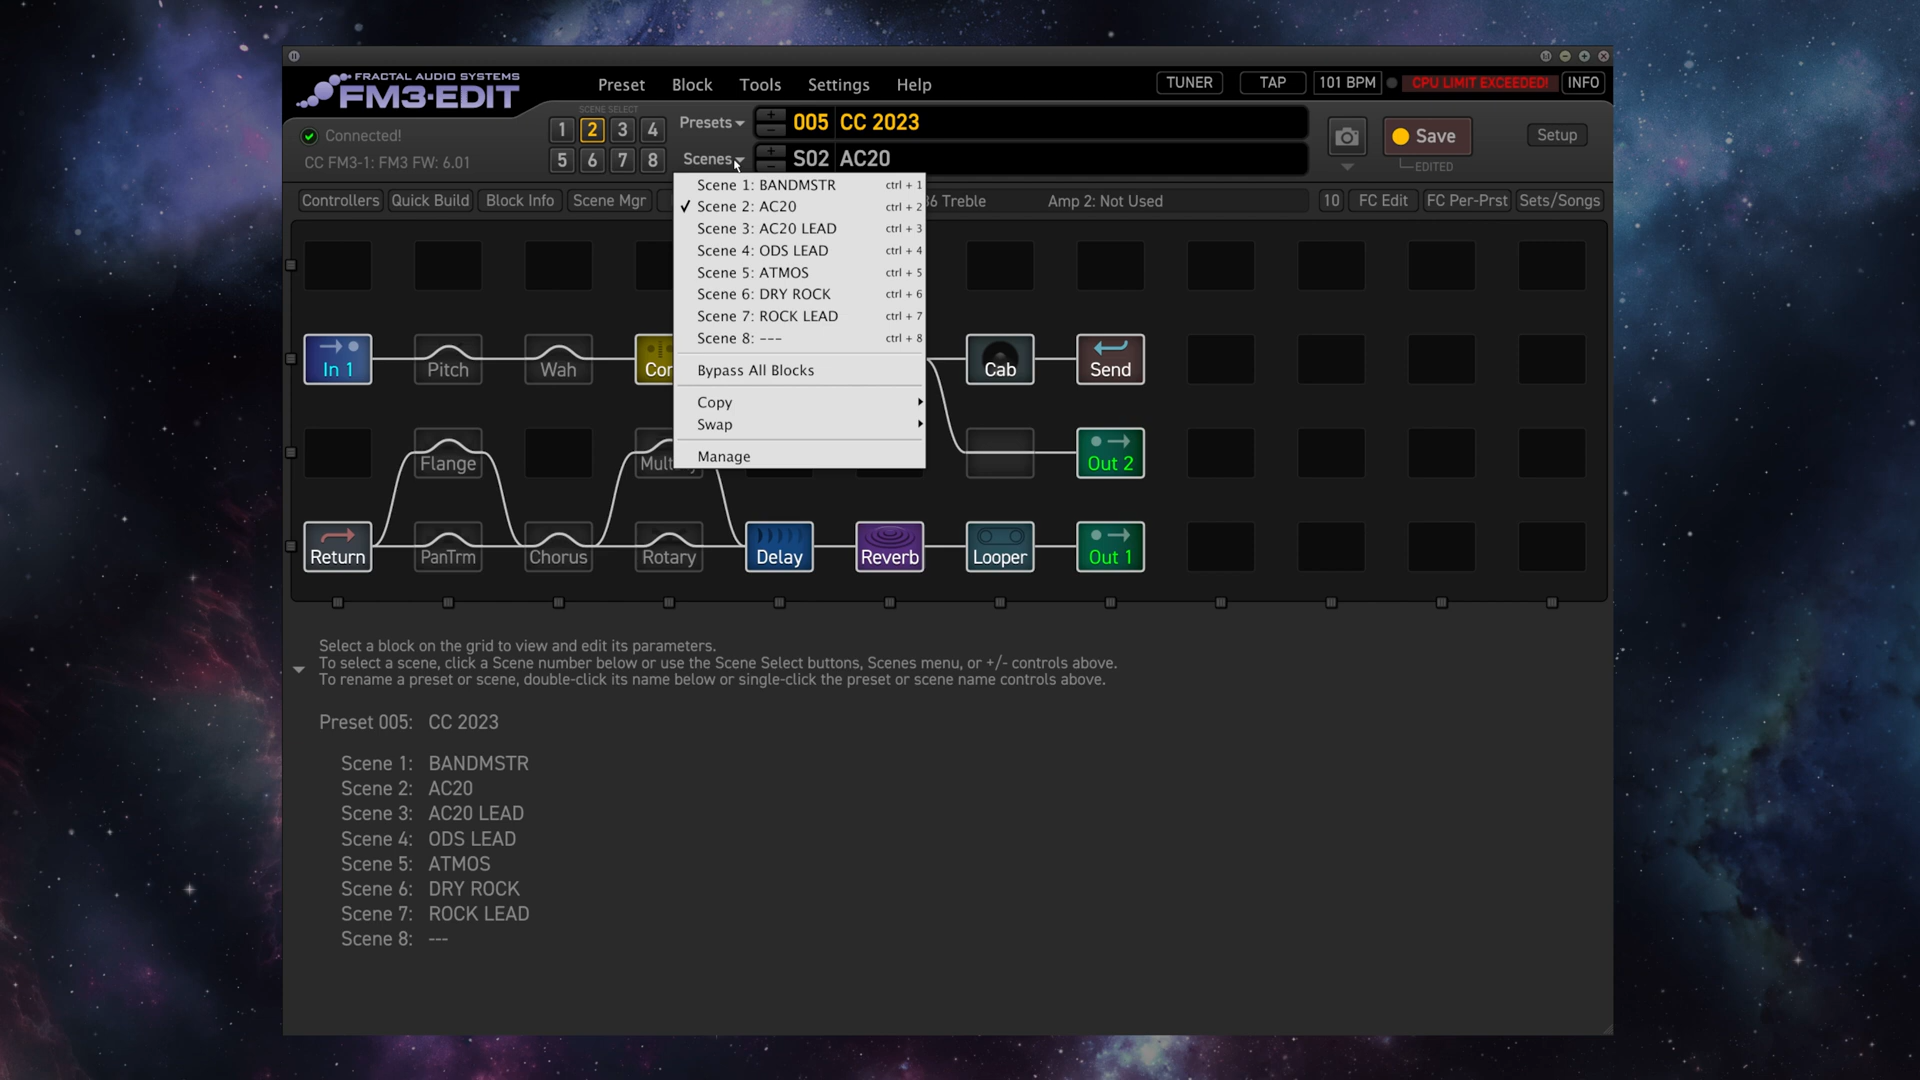 FRACTAL AUDIO SYSTEMS
FM3·EDIT
Preset Block Tools Settings Help
TUNER TAP 101 BPM CPU LIMIT EXCEEDED! INFO
SCENE SELECT
1 2 3 4
5 6 7 8
Presets
+
-
005 CC 2023
Scenes
+
S02 AC20
Connected!
CC FM3-1: FM3 FW: 6.01
Save
EDITED
Setup
Controllers Quick Build Block Info Scene Mgr
Treble Amp 2: Not Used
10 FC Edit FC Per-Prst Sets/Songs
Scene 1: BANDMSTR ctrl + 1
✓ Scene 2: AC20 ctrl + 2
Scene 3: AC20 LEAD ctrl + 3
Scene 4: ODS LEAD ctrl + 4
Scene 5: ATMOS ctrl + 5
Scene 6: DRY ROCK ctrl + 6
Scene 7: ROCK LEAD ctrl + 7
Scene 8: --- ctrl + 8
Bypass All Blocks
Copy
Swap
Manage
In 1 Pitch Wah Cor Cab Send
Flange Mult Out 2
Return PanTrm Chorus Rotary Delay Reverb Looper Out 1
Select a block on the grid to view and edit its parameters.
To select a scene, click a Scene number below or use the Scene Select buttons, Scenes menu, or +/- controls above.
To rename a preset or scene, double-click its name below or single-click the preset or scene name controls above.
Preset 005: CC 2023
Scene 1: BANDMSTR
Scene 2: AC20
Scene 3: AC20 LEAD
Scene 4: ODS LEAD
Scene 5: ATMOS
Scene 6: DRY ROCK
Scene 7: ROCK LEAD
Scene 8: ---